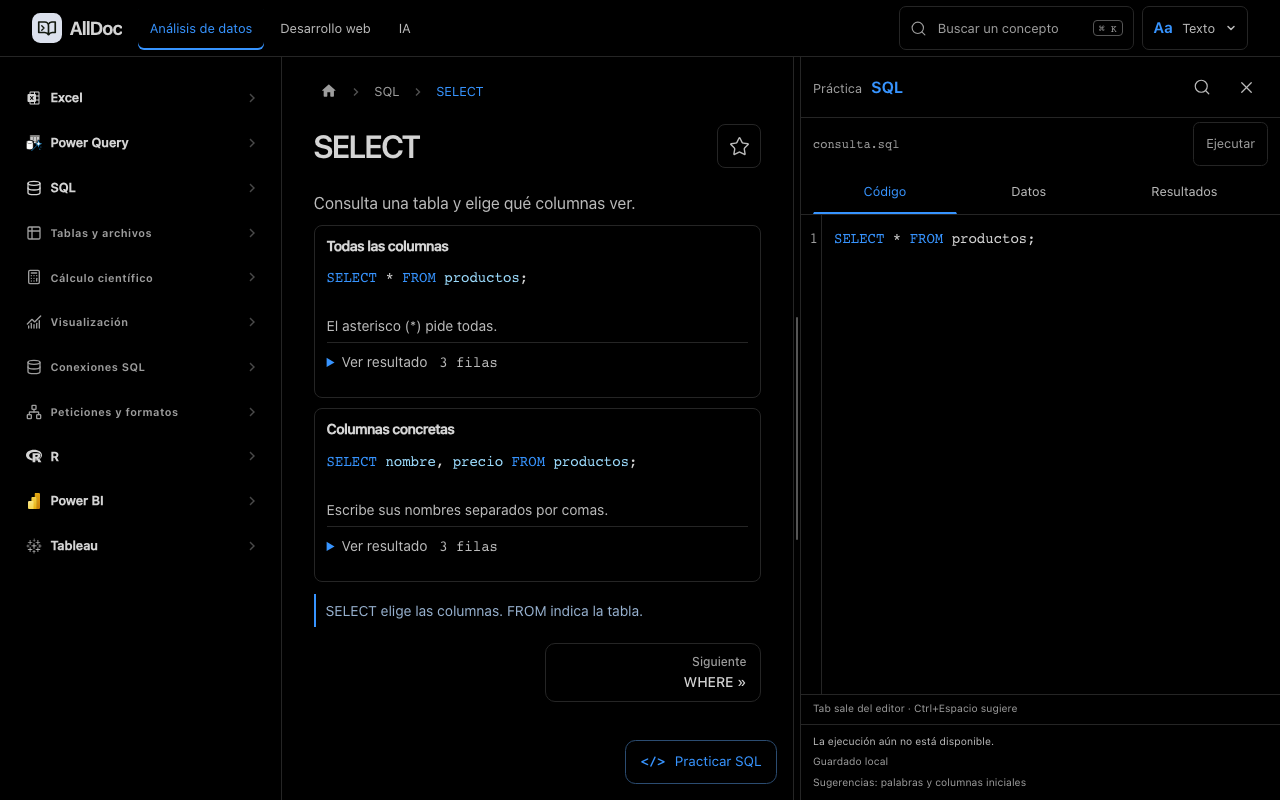 AllDoc
Análisis de datos
Desarrollo web
IA
Buscar un concepto
⌘ K
Aa Texto
Excel
Power Query
SQL
Tablas y archivos
Cálculo científico
Visualización
Conexiones SQL
Peticiones y formatos
R
Power BI
Tableau
SQL
SELECT
SELECT
Consulta una tabla y elige qué columnas ver.
Todas las columnas
SELECT * FROM productos;
El asterisco (*) pide todas.
Ver resultado 3 filas
Columnas concretas
SELECT nombre, precio FROM productos;
Escribe sus nombres separados por comas.
Ver resultado 3 filas
SELECT elige las columnas. FROM indica la tabla.
Siguiente
WHERE »
</> Practicar SQL
Práctica SQL
consulta.sql
Ejecutar
Código
Datos
Resultados
1 SELECT * FROM productos;
Tab sale del editor · Ctrl+Espacio sugiere
La ejecución aún no está disponible.
Guardado local
Sugerencias: palabras y columnas iniciales